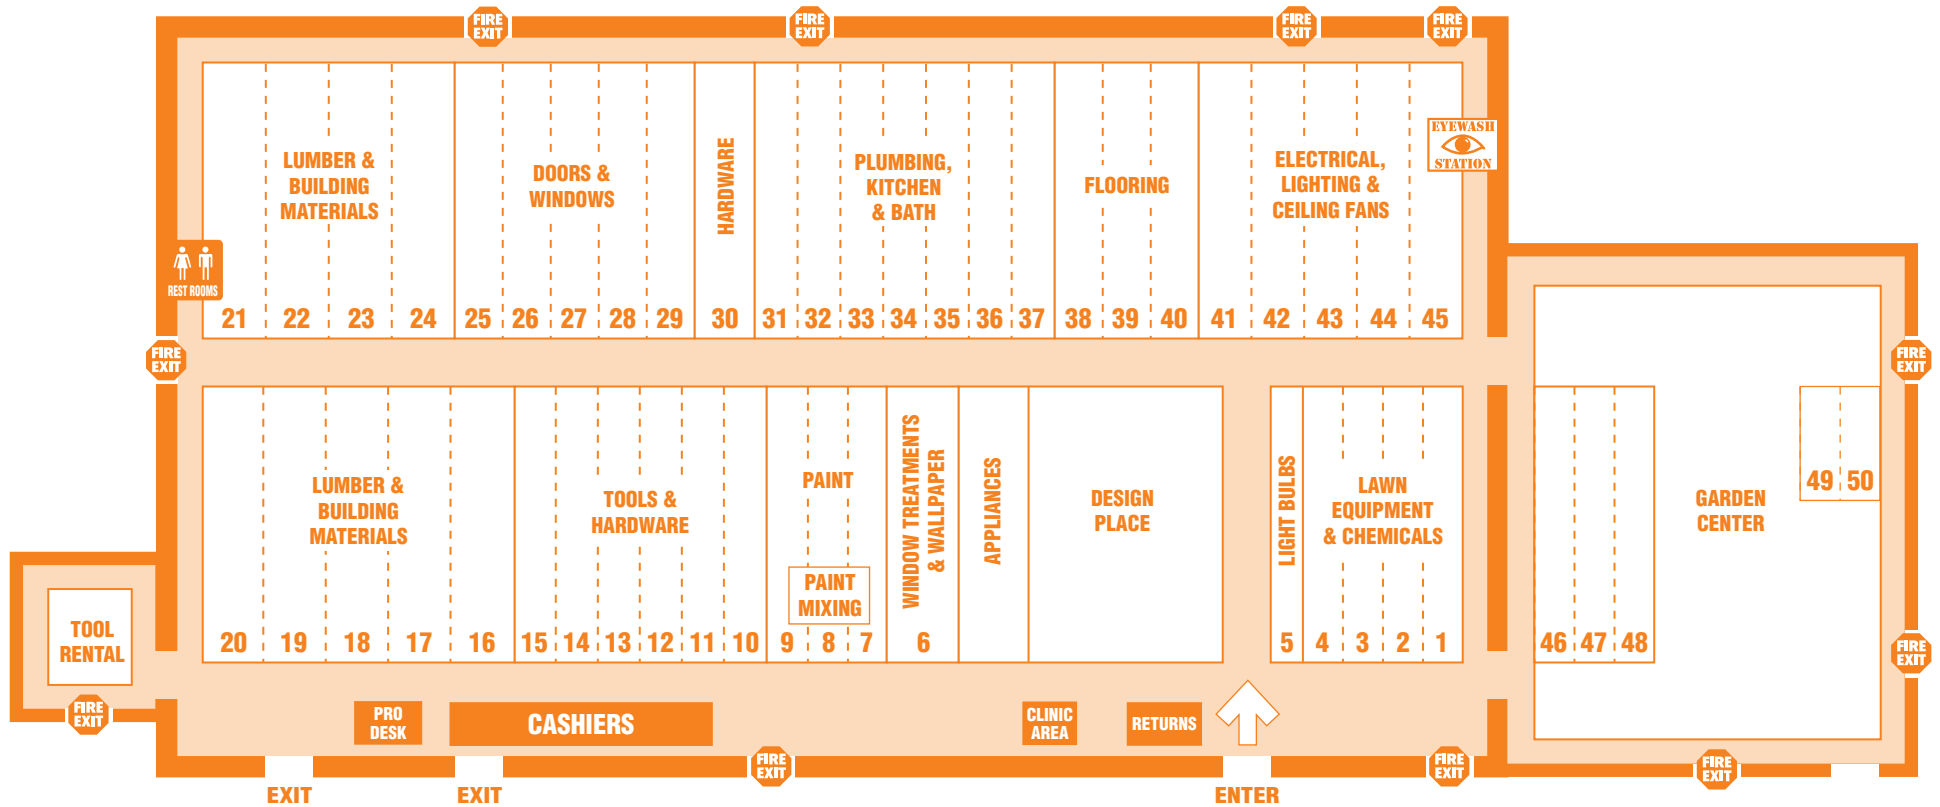 FIRE
EXIT
FIRE
EXIT
FIRE
EXIT
FIRE
EXIT
LUMBER &
BUILDING
MATERIALS
DOORS &
WINDOWS
HARDWARE
PLUMBING,
KITCHEN
& BATH
FLOORING
ELECTRICAL,
LIGHTING &
CEILING FANS
EYEWASH
STATION
REST ROOMS
21 22 23 24 25 26 27 28 29 30 31 32 33 34 35 36 37 38 39 40 41 42 43 44 45
FIRE
EXIT
FIRE
EXIT
LUMBER &
BUILDING
MATERIALS
TOOLS &
HARDWARE
PAINT
PAINT
MIXING
WINDOW TREATMENTS
& WALLPAPER
APPLIANCES
DESIGN
PLACE
LIGHT BULBS
LAWN
EQUIPMENT
& CHEMICALS
49 50
GARDEN
CENTER
20 19 18 17 16 15 14 13 12 11 10 9 8 7 6 5 4 3 2 1 46 47 48
TOOL
RENTAL
FIRE
EXIT
FIRE
EXIT
PRO
DESK
CASHIERS
CLINIC
AREA
RETURNS
FIRE
EXIT
FIRE
EXIT
FIRE
EXIT
EXIT
EXIT
ENTER